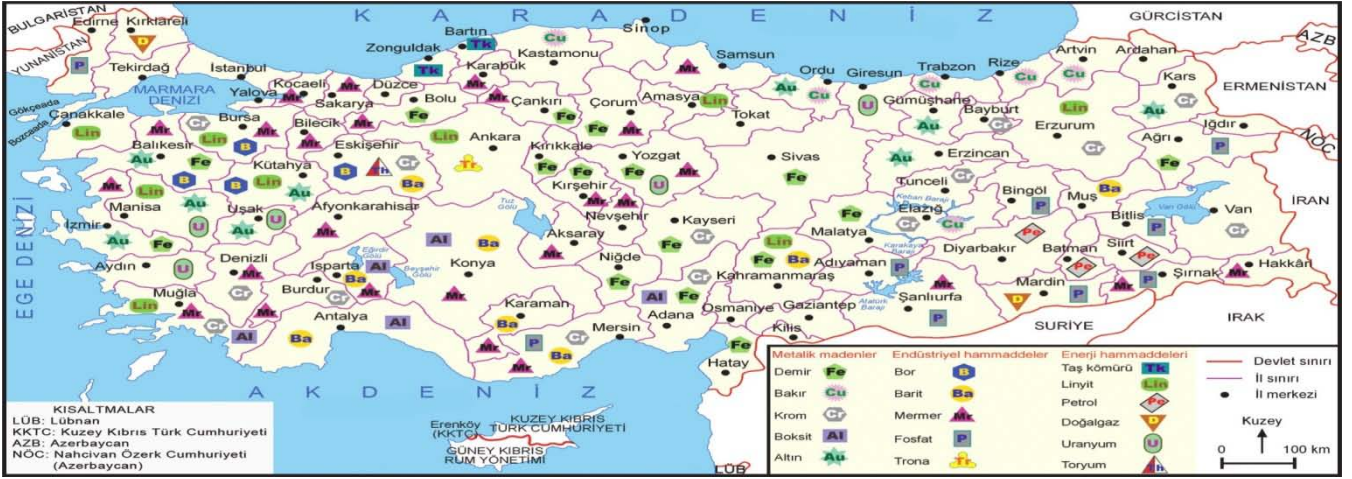 BULGARİSTAN
YUNANİSTAN
K A R A D E N İ Z
GÜRCİSTAN
AZB
ERMENİSTAN
NÖC
İRAN
IRAK
SURİYE
LÜB
MARMARA
DENİZİ
EGE DENİZİ
A K D E N İ Z
Gökçeada
Bozcaada
Edirne
Kırklareli
Tekirdağ
İstanbul
Yalova
Kocaeli
Sakarya
Düzce
Zonguldak
Bartın
Karabük
Kastamonu
Sinop
Samsun
Ordu
Giresun
Trabzon
Rize
Artvin
Ardahan
Kars
Çanakkale
Balıkesir
Bursa
Bilecik
Bolu
Çankırı
Çorum
Amasya
Tokat
Gümüşhane
Bayburt
Erzurum
Ağrı
Iğdır
Kütahya
Eskişehir
Ankara
Kırıkkale
Yozgat
Sivas
Erzincan
Tunceli
Bingöl
Muş
Bitlis
Van
Van Gölü
Manisa
İzmir
Uşak
Afyonkarahisar
Kırşehir
Nevşehir
Aksaray
Kayseri
Malatya
Elazığ
Keban Barajı
Karakaya
Barajı
Diyarbakır
Batman
Siirt
Şırnak
Hakkâri
Aydın
Denizli
Isparta
Burdur
Eğirdir
Gölü
Beyşehir
Gölü
Tuz
Gölü
Konya
Niğde
Kahramanmaraş
Adıyaman
Atatürk
Barajı
Şanlıurfa
Mardin
Muğla
Antalya
Karaman
Mersin
Adana
Osmaniye
Gaziantep
Kilis
Hatay
KISALTMALAR
LÜB: Lübnan
KKTC: Kuzey Kıbrıs Türk Cumhuriyeti
AZB: Azerbaycan
NÖC: Nahcivan Özerk Cumhuriyeti
(Azerbaycan)
Erenköy
(KKTC)
KUZEY KIBRIS
TÜRK CUMHURİYETİ
GÜNEY KIBRIS
RUM YÖNETİMİ
Metalik madenler
Demir Fe
Bakır Cu
Krom Cr
Boksit Al
Altın Au
Endüstriyel hammaddeler
Bor B
Barit Ba
Mermer Mr
Fosfat P
Trona Tr
Enerji hammaddeleri
Taş kömürü Tk
Linyit Lin
Petrol Pe
Doğalgaz D
Uranyum U
Toryum Th
Devlet sınırı
İl sınırı
İl merkezi
Kuzey
0 100 km